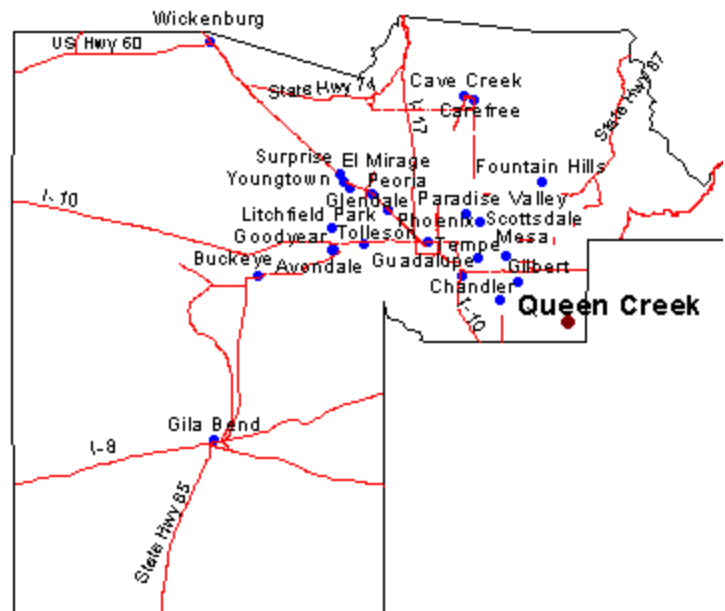 Wickenburg
US Hwy 60
State Hwy 74
Cave Creek
Carefree
I-17
State Hwy 87
Surprise
El Mirage
Fountain Hills
Youngtown
Peoria
Glendale
Paradise Valley
I-10
Litchfield Park
Phoenix
Scottsdale
Goodyear
Tolleson
Tempe
Mesa
Buckeye
Avondale
Guadalupe
Gilbert
Chandler
Queen Creek
I-10
Gila Bend
I-8
State Hwy 85